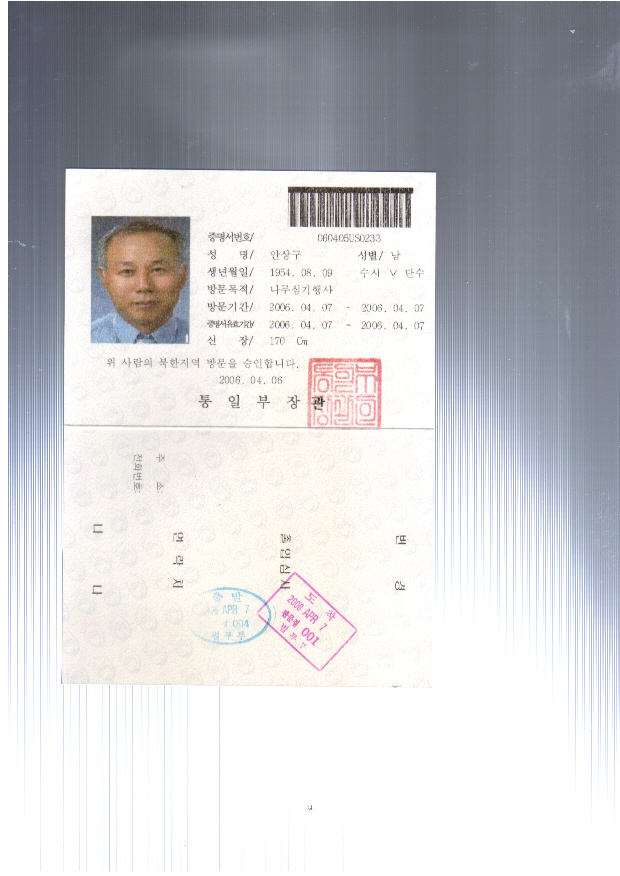 증명서번호/ 060405US0233
성 명/ 안상구 성별/ 남
생년월일/ 1954. 08. 09 수시 V 단수
방문목적/ 나무심기행사
방문기간/ 2006. 04. 07 ~ 2006. 04. 07
증명서유효기간/ 2006. 04. 07 ~ 2006. 04. 07
신 장/ 170 Cm
위 사람의 북한지역 방문을 승인합니다.
2006. 04. 06
통 일 부 장 관
주 소
전화번호
연 락 처
출입심사
변 경
출 발
APR 7
법무부
도 착
2006 APR 7
001